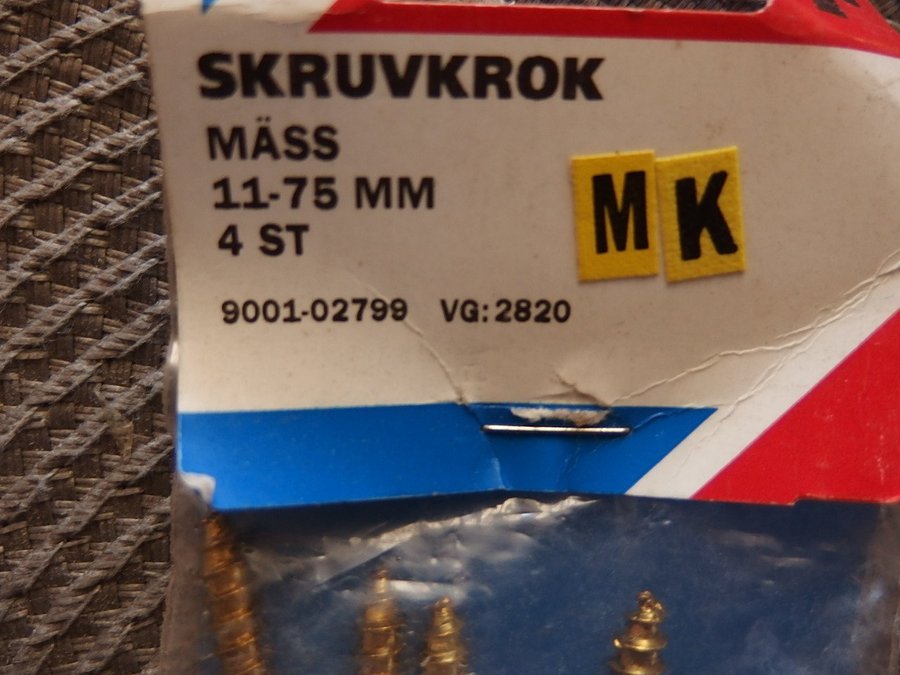 SKRUVKROK
MÄSS
11-75 MM
4 ST
M K
9001-02799 VG:2820